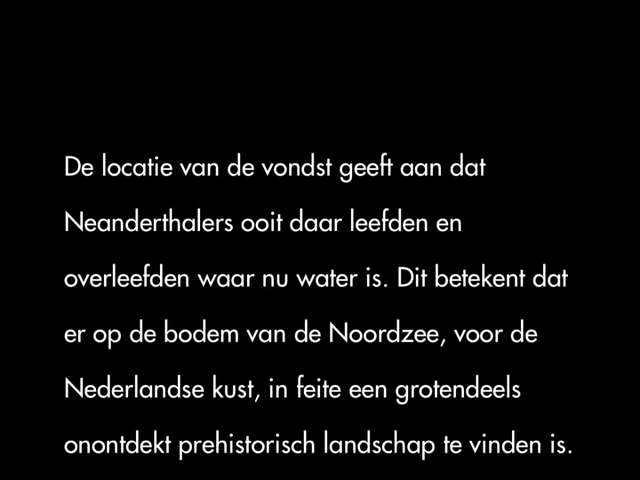 De locatie van de vondst geeft aan dat
Neanderthalers ooit daar leefden en
overleefden waar nu water is. Dit betekent dat
er op de bodem van de Noordzee, voor de
Nederlandse kust, in feite een grotendeels
onontdekt prehistorisch landschap te vinden is.